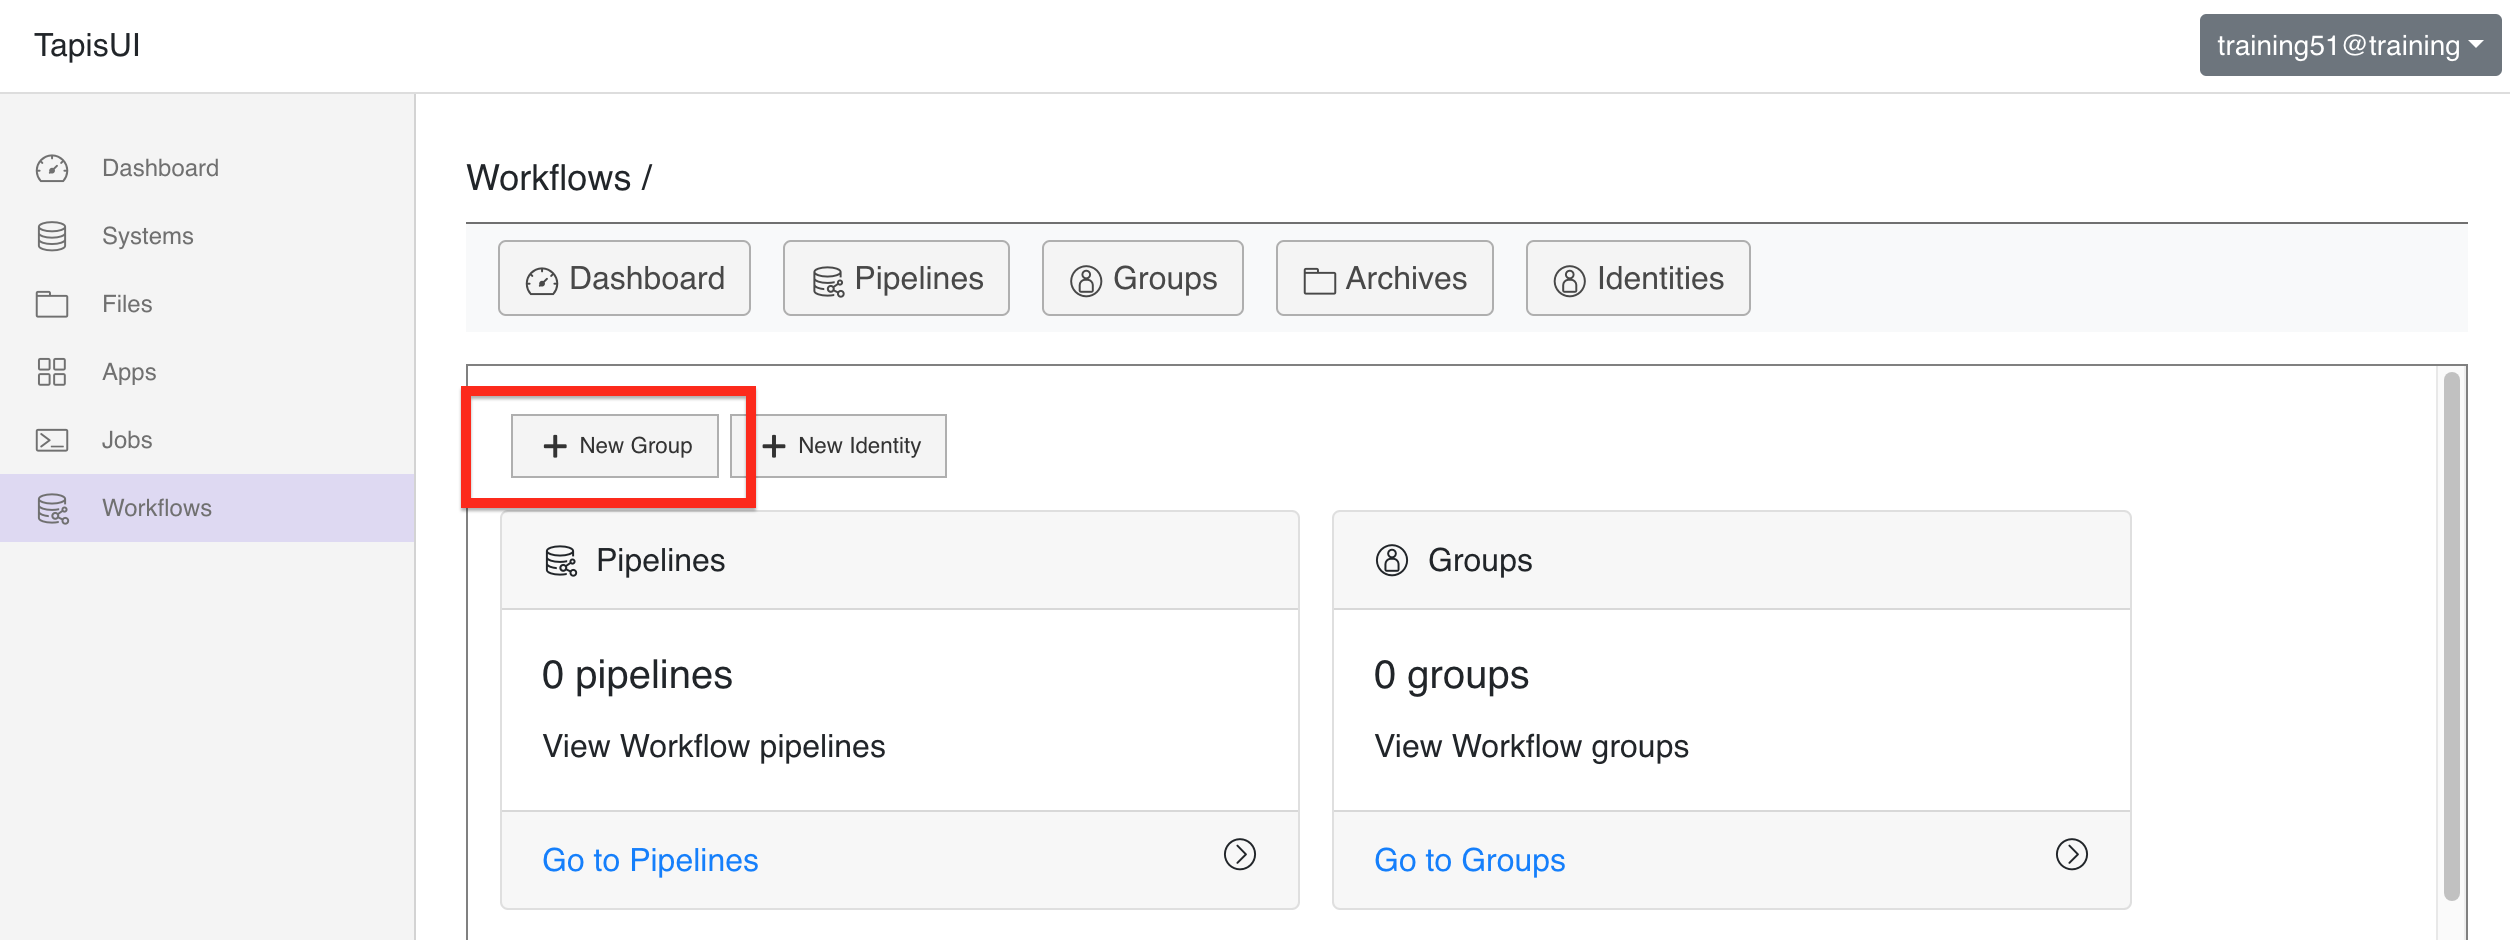 TapisUI
training51@training
Dashboard
Systems
Files
Apps
Jobs
Workflows
Workflows /
Dashboard Pipelines Groups Archives Identities
New Group New Identity
Pipelines
0 pipelines
View Workflow pipelines
Go to Pipelines
Groups
0 groups
View Workflow groups
Go to Groups